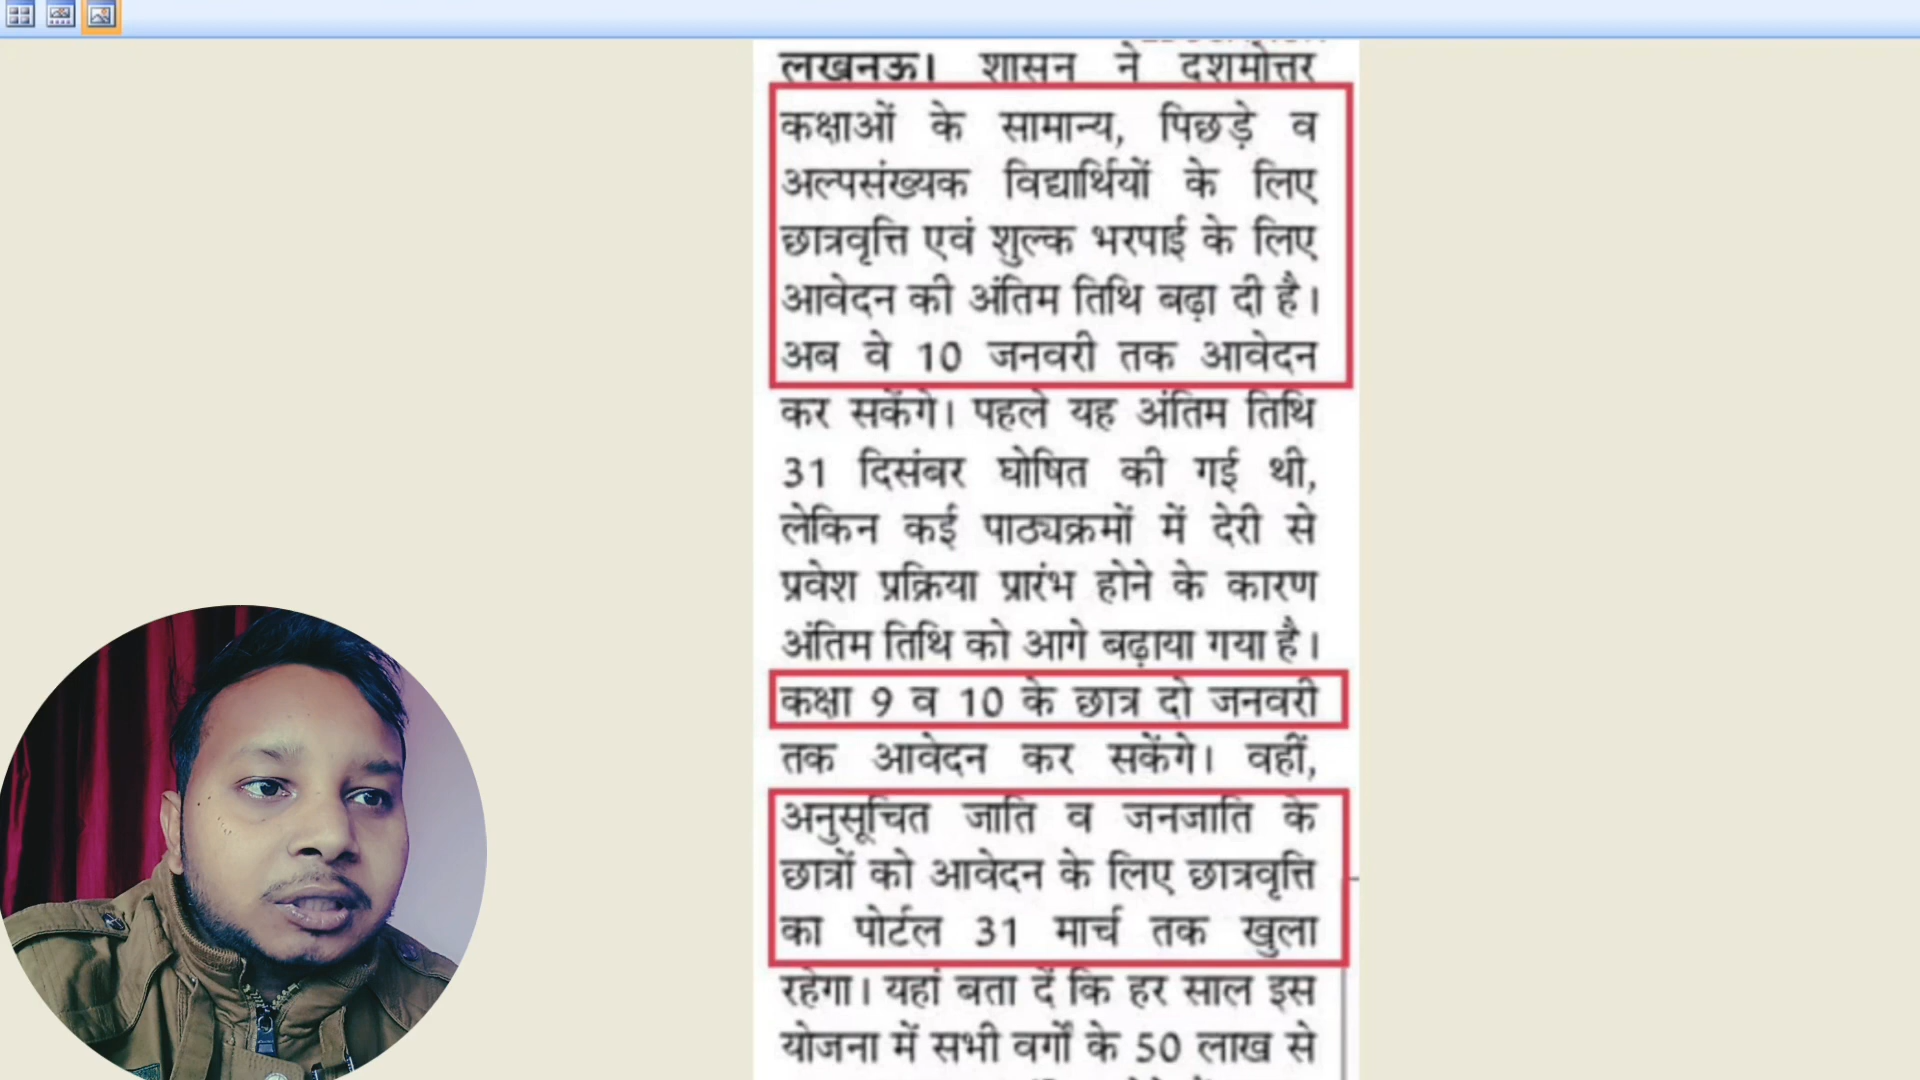 लखनऊ। शासन ने दशमोत्तर
कक्षाओं के सामान्य, पिछड़े व
अल्पसंख्यक विद्यार्थियों के लिए
छात्रवृत्ति एवं शुल्क भरपाई के लिए
आवेदन की अंतिम तिथि बढ़ा दी है।
अब वे 10 जनवरी तक आवेदन
कर सकेंगे। पहले यह अंतिम तिथि
31 दिसंबर घोषित की गई थी,
लेकिन कई पाठ्यक्रमों में देरी से
प्रवेश प्रक्रिया प्रारंभ होने के कारण
अंतिम तिथि को आगे बढ़ाया गया है।
कक्षा 9 व 10 के छात्र दो जनवरी
तक आवेदन कर सकेंगे। वहीं,
अनुसूचित जाति व जनजाति के
छात्रों को आवेदन के लिए छात्रवृत्ति
का पोर्टल 31 मार्च तक खुला
रहेगा। यहां बता दें कि हर साल इस
योजना में सभी वर्गों के 50 लाख से